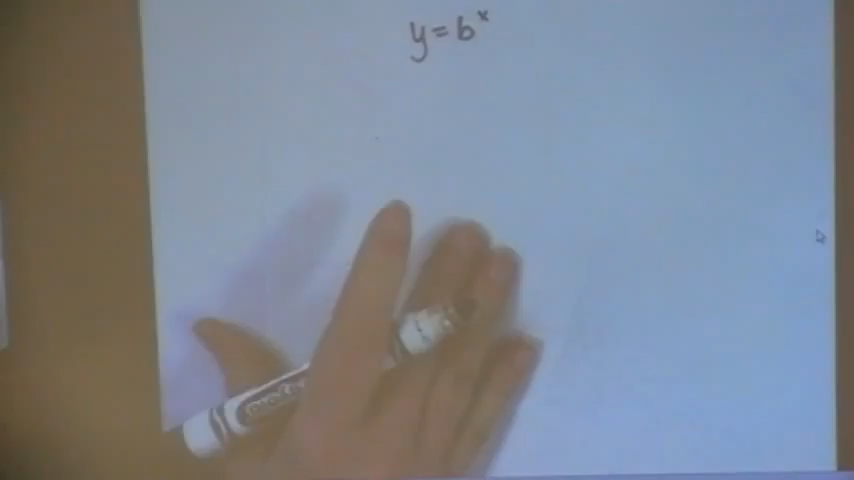 y = b^x